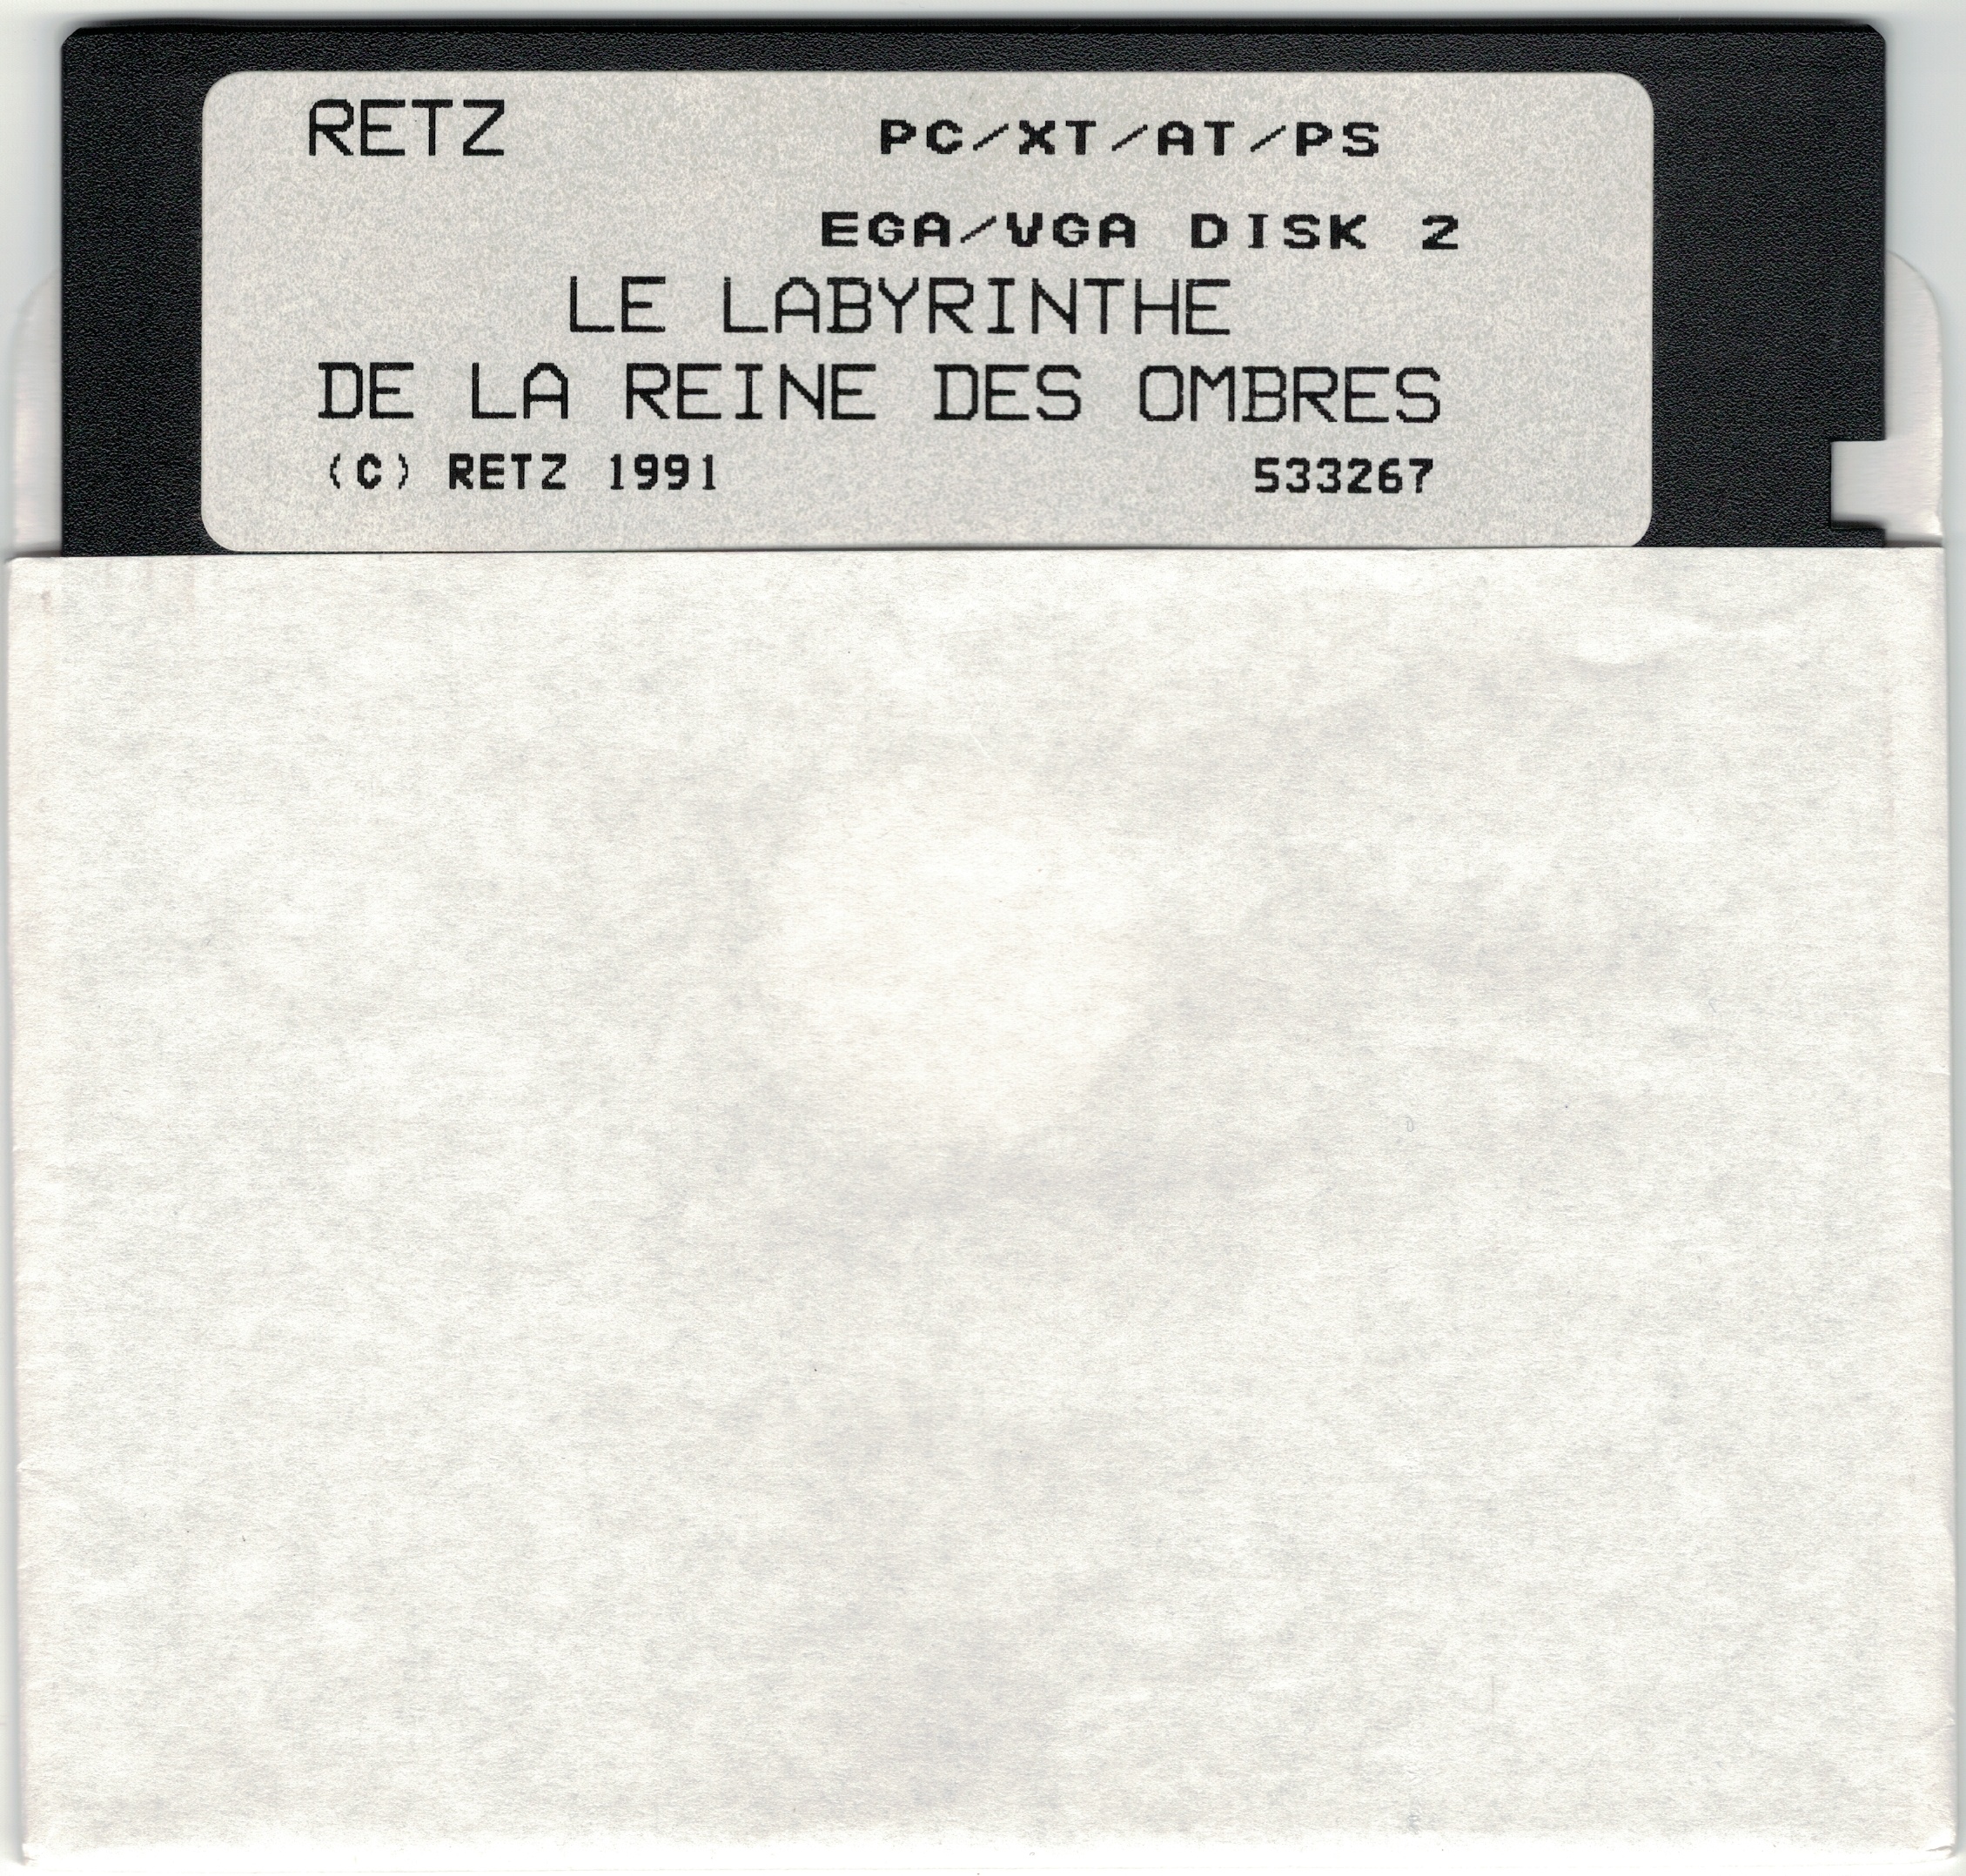 RETZ PC/XT/AT/PS
EGA/VGA DISK 2
LE LABYRINTHE
DE LA REINE DES OMBRES
(C) RETZ 1991 533267